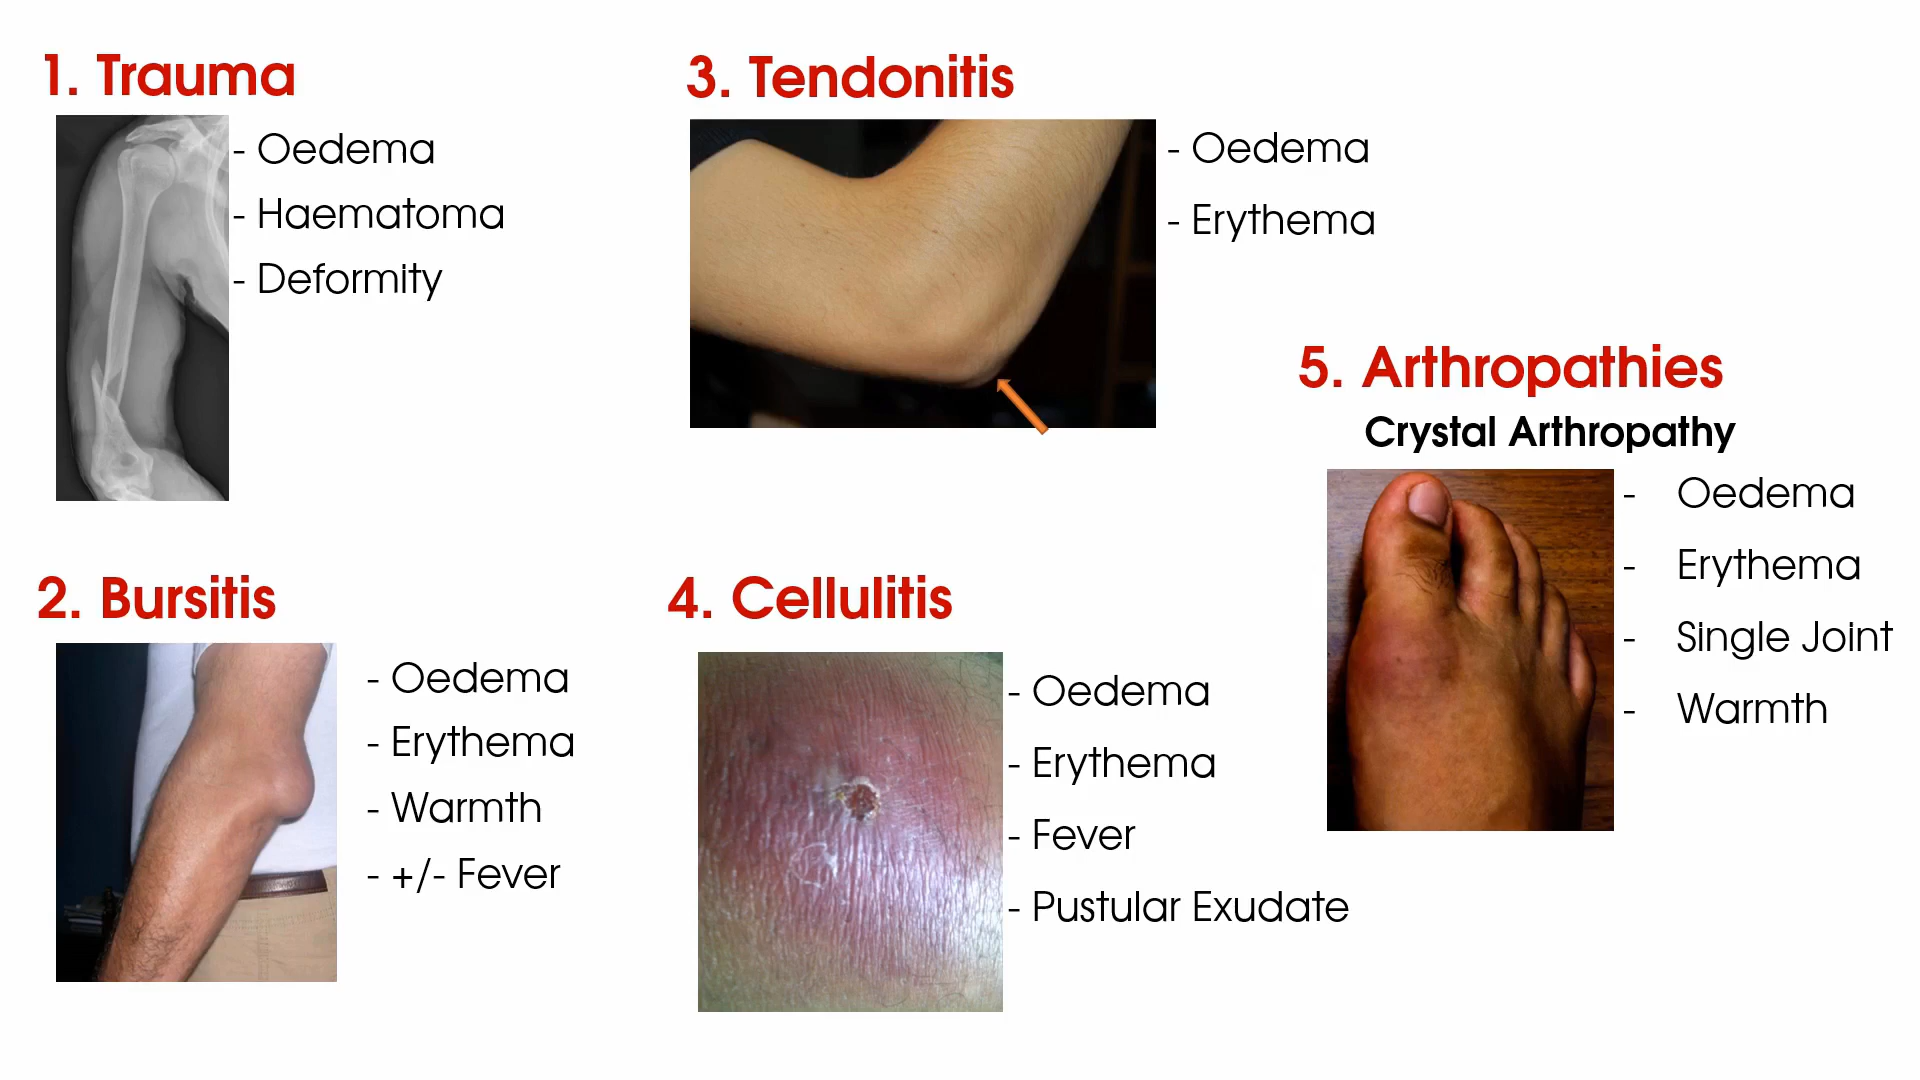 1. Trauma
- Oedema
- Haematoma
- Deformity
2. Bursitis
- Oedema
- Erythema
- Warmth
- +/- Fever
3. Tendonitis
- Oedema
- Erythema
4. Cellulitis
- Oedema
- Erythema
- Fever
- Pustular Exudate
5. Arthropathies
Crystal Arthropathy
- Oedema
- Erythema
- Single Joint
- Warmth